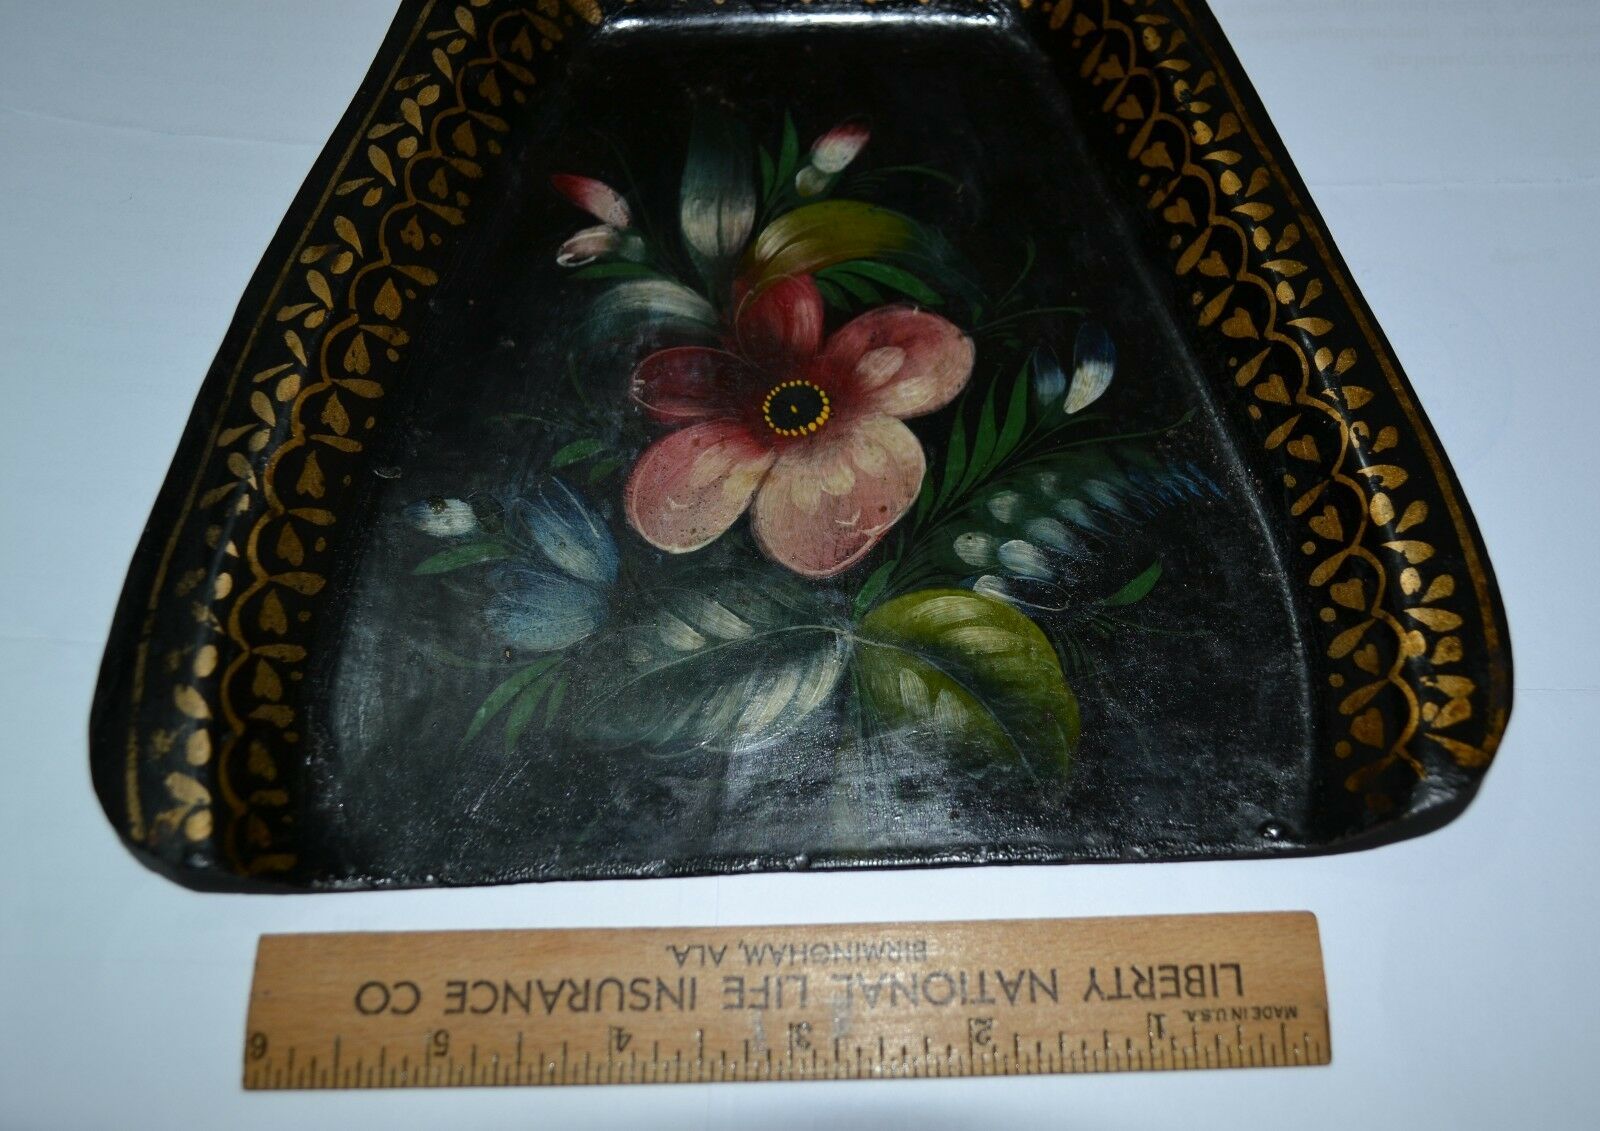 LIBERTY NATIONAL LIFE INSURANCE CO
BIRMINGHAM, ALA.
MADE IN U.S.A.
1 2 3 4 5 6